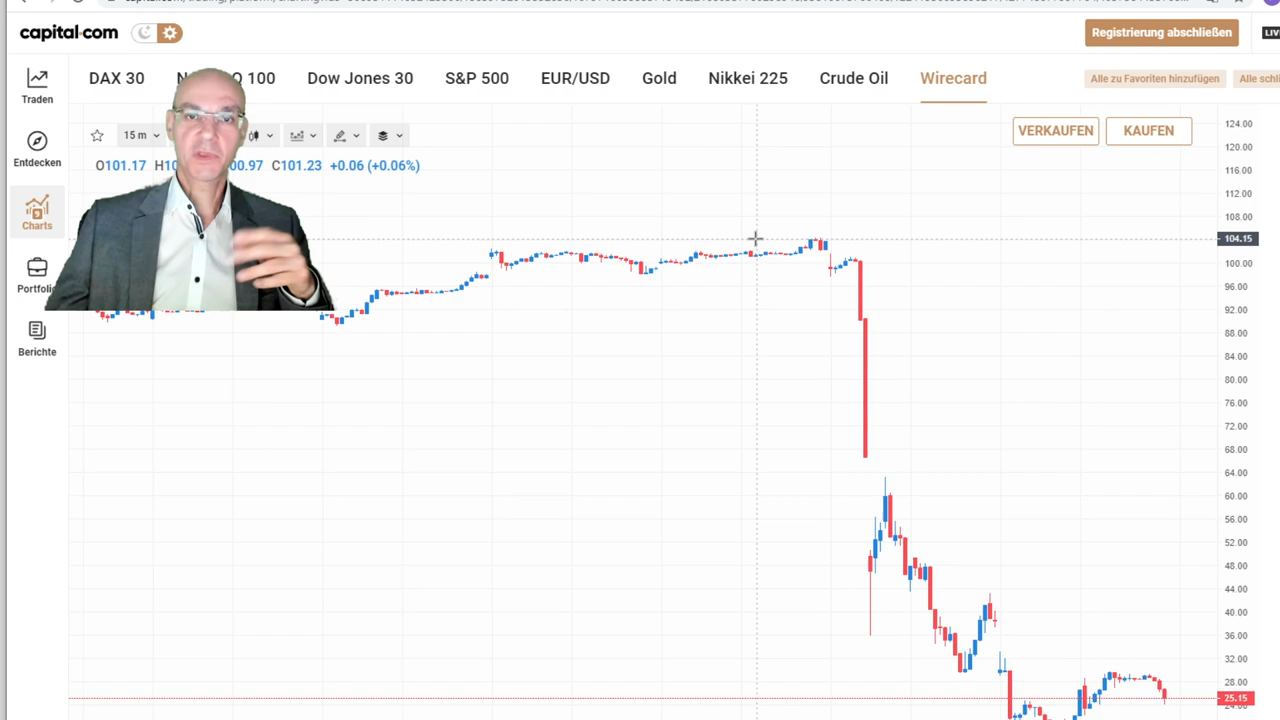 capital·com
Registrierung abschließen
Traden
Entdecken
Charts
Berichte
DAX 30
100
Dow Jones 30
S&P 500
EUR/USD
Gold
Nikkei 225
Crude Oil
Wirecard
Alle zu Favoriten hinzufügen
15 m
O101.17
C101.23 +0.06 (+0.06%)
VERKAUFEN
KAUFEN
124.00
120.00
116.00
112.00
108.00
104.15
100.00
96.00
92.00
88.00
84.00
80.00
76.00
72.00
68.00
64.00
60.00
56.00
52.00
48.00
44.00
40.00
36.00
32.00
28.00
25.15